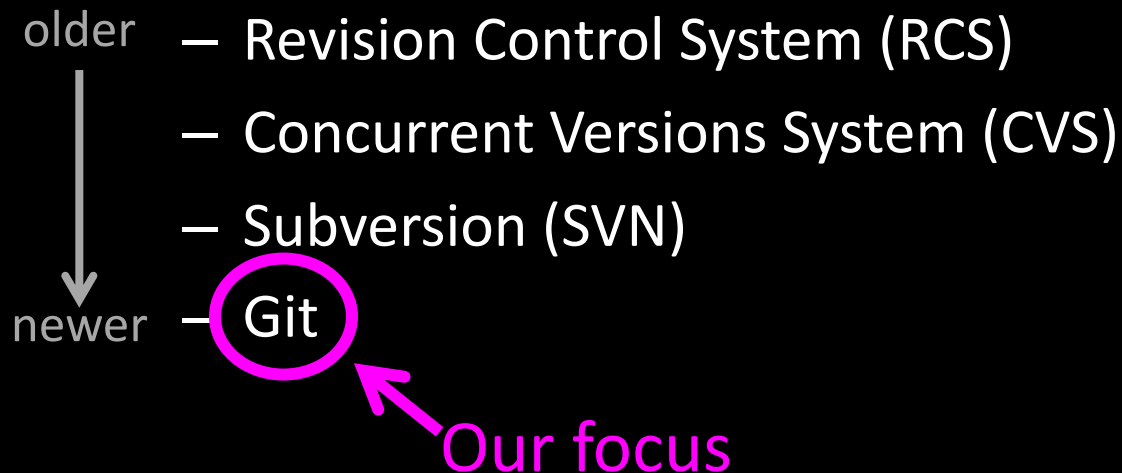 older – Revision Control System (RCS)
– Concurrent Versions System (CVS)
– Subversion (SVN)
newer – Git
Our focus